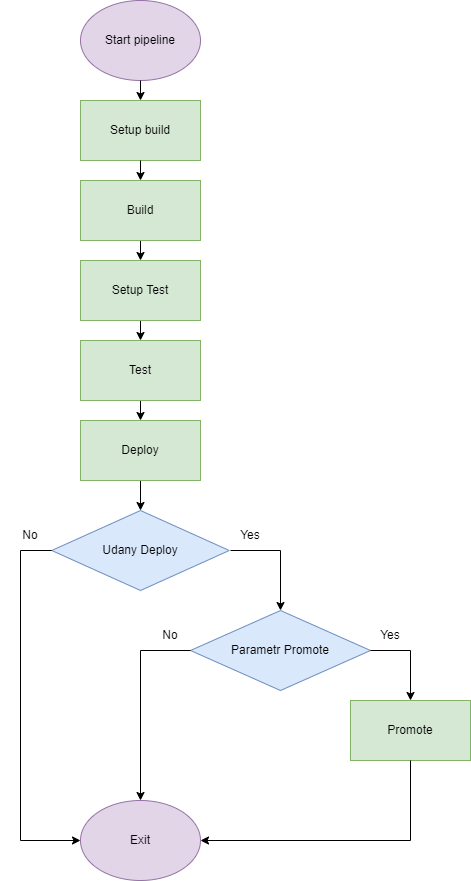 Start pipeline
Setup build
Build
Setup Test
Test
Deploy
No
Udany Deploy
Yes
No
Parametr Promote
Yes
Promote
Exit